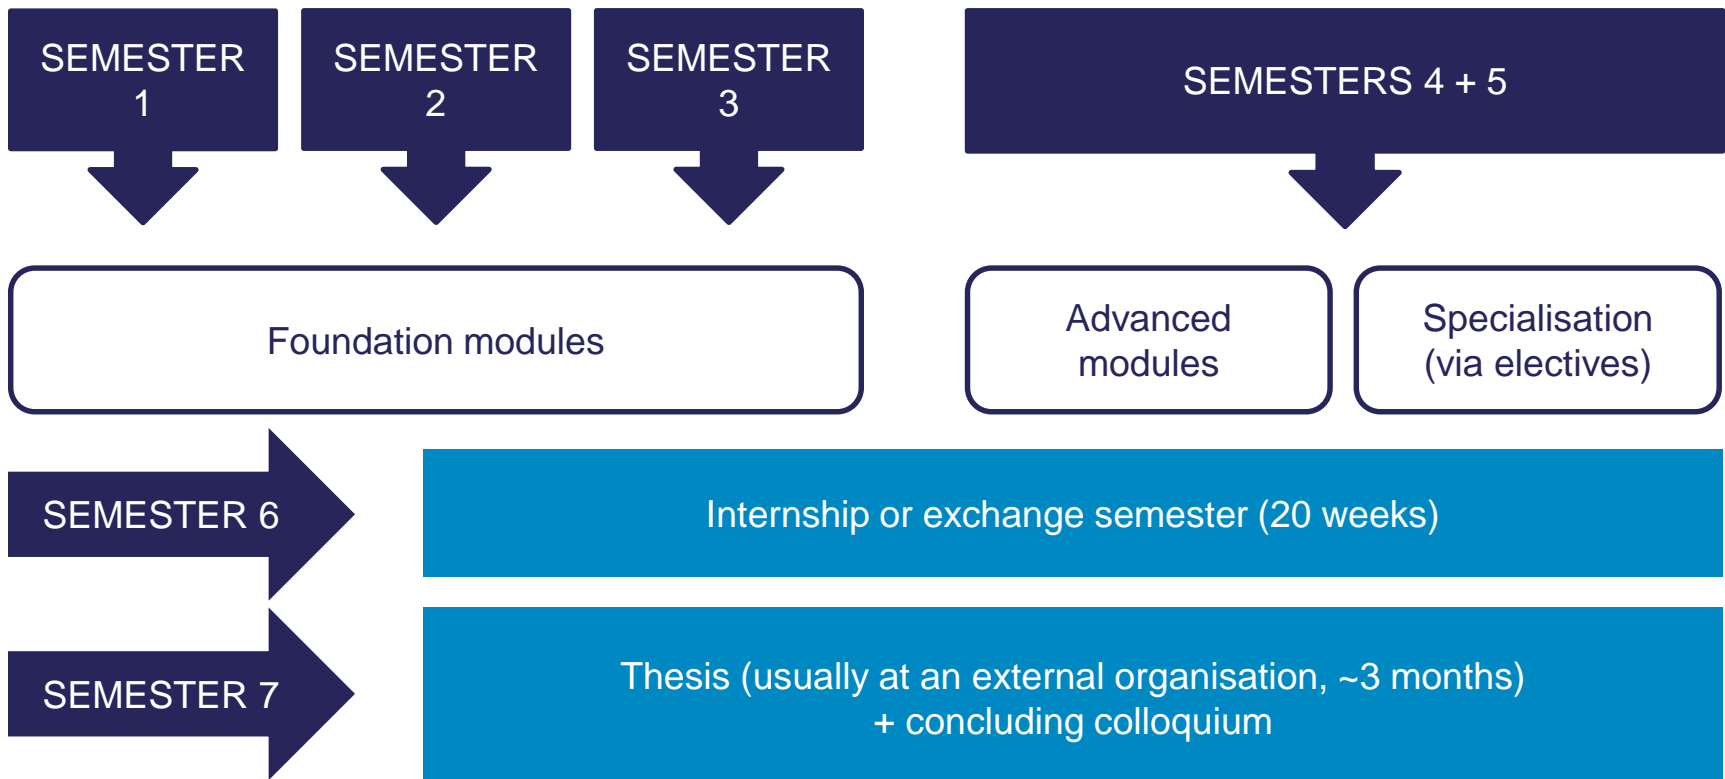 SEMESTER
1
SEMESTER
2
SEMESTER
3
SEMESTERS 4 + 5
Foundation modules
Advanced
modules
Specialisation
(via electives)
SEMESTER 6
Internship or exchange semester (20 weeks)
SEMESTER 7
Thesis (usually at an external organisation, ~3 months)
+ concluding colloquium